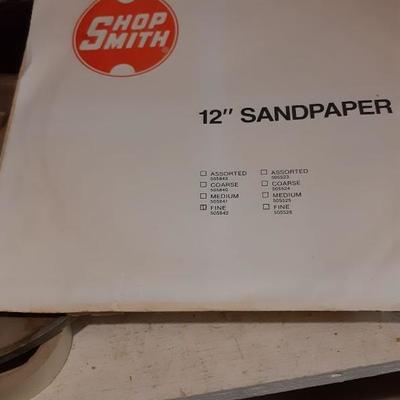 SHOP
SMITH
®
12" SANDPAPER
ASSORTED
505843
COARSE
505840
MEDIUM
505841
FINE
505842
ASSORTED
505523
COARSE
505524
MEDIUM
505525
FINE
505526